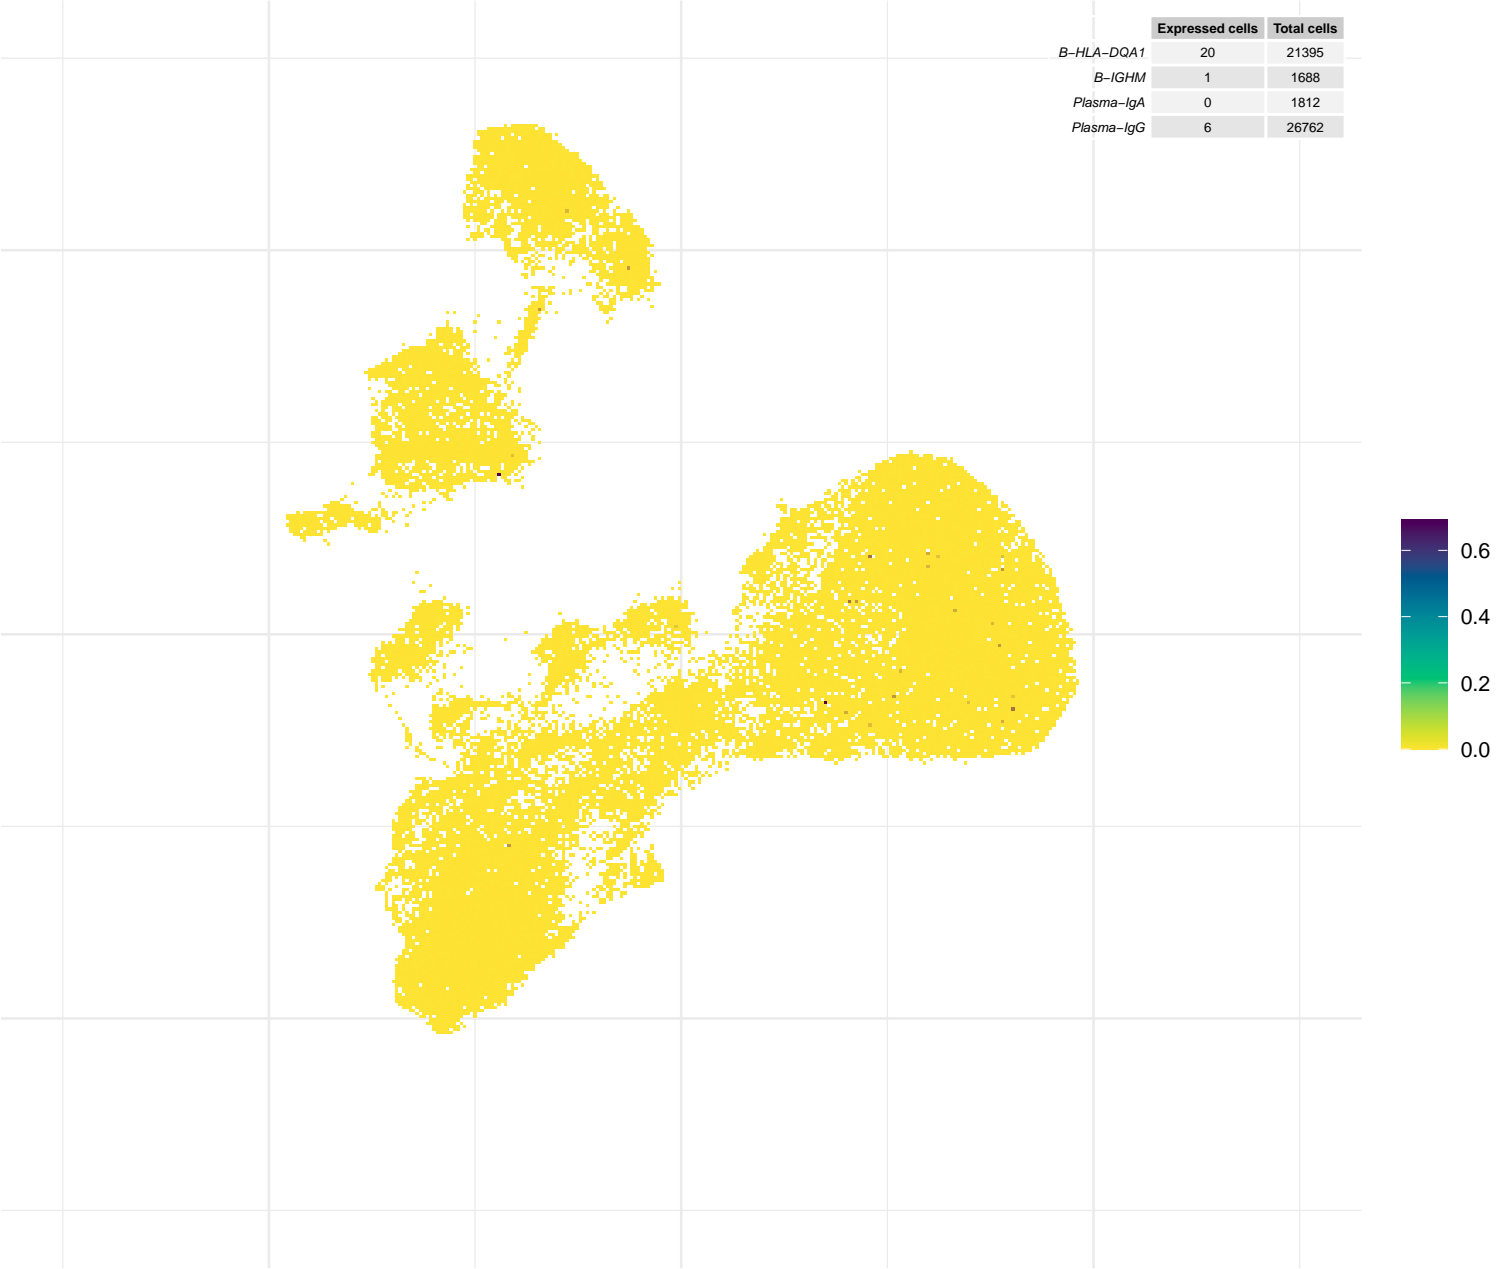 Expressed cells Total cells
B−HLA−DQA1 20 21395
B−IGHM 1 1688
Plasma−IgA 0 1812
Plasma−IgG 6 26762
0.6
0.4
0.2
0.0